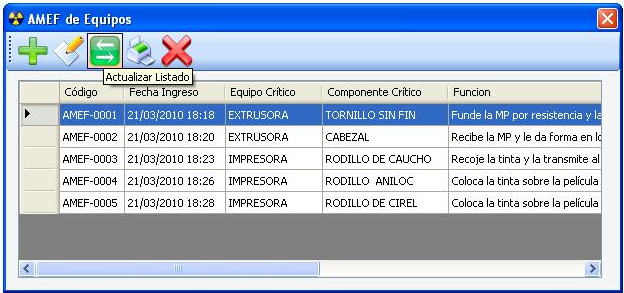 AMEF de Equipos
Actualizar Listado
Código Fecha Ingreso Equipo Crítico Componente Crítico Funcion
AMEF-0001 21/03/2010 18:18 EXTRUSORA TORNILLO SIN FIN Funde la MP por resistencia y la
AMEF-0002 21/03/2010 18:20 EXTRUSORA CABEZAL Recibe la MP y le da forma en lo
AMEF-0003 21/03/2010 18:23 IMPRESORA RODILLO DE CAUCHO Recoje la tinta y la transmite al
AMEF-0004 21/03/2010 18:26 IMPRESORA RODILLO ANILOC Coloca la tinta sobre la película
AMEF-0005 21/03/2010 18:28 IMPRESORA RODILLO DE CIREL Coloca la tinta sobre la película